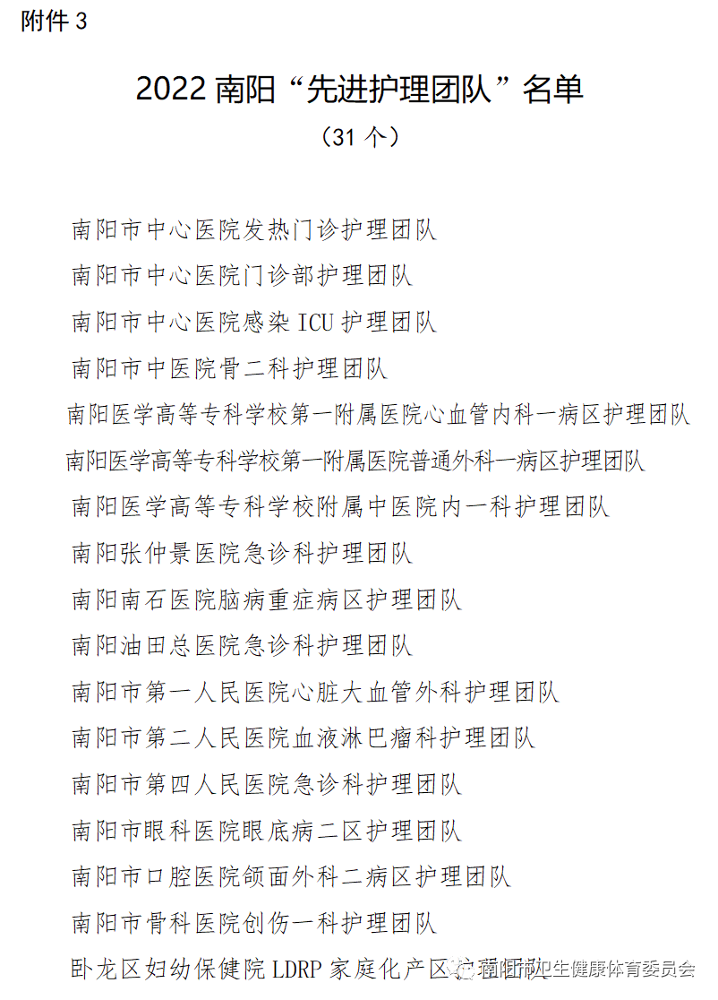 附件 3
2022 南阳“先进护理团队”名单
（31 个）
南阳市中心医院发热门诊护理团队
南阳市中心医院门诊部护理团队
南阳市中心医院感染 ICU 护理团队
南阳市中医院骨二科护理团队
南阳医学高等专科学校第一附属医院心血管内科一病区护理团队
南阳医学高等专科学校第一附属医院普通外科一病区护理团队
南阳医学高等专科学校附属中医院内一科护理团队
南阳张仲景医院急诊科护理团队
南阳南石医院脑病重症病区护理团队
南阳油田总医院急诊科护理团队
南阳市第一人民医院心脏大血管外科护理团队
南阳市第二人民医院血液淋巴瘤科护理团队
南阳市第四人民医院急诊科护理团队
南阳市眼科医院眼底病二区护理团队
南阳市口腔医院颌面外科二病区护理团队
南阳市骨科医院创伤一科护理团队
卧龙区妇幼保健院 LDRP 家庭化产区护理团队
南阳市卫生健康体育委员会